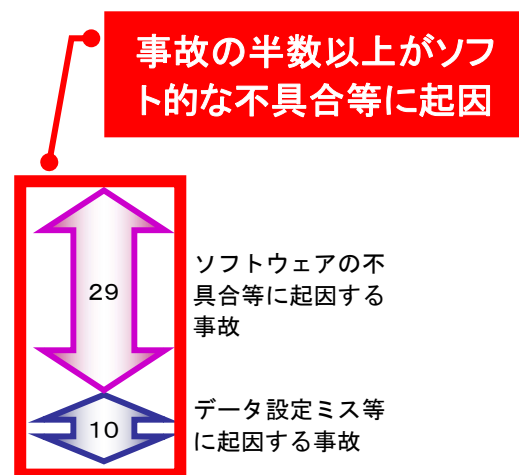 事故の半数以上がソフ
ト的な不具合等に起因
29
ソフトウェアの不
具合等に起因する
事故
10
データ設定ミス等
に起因する事故